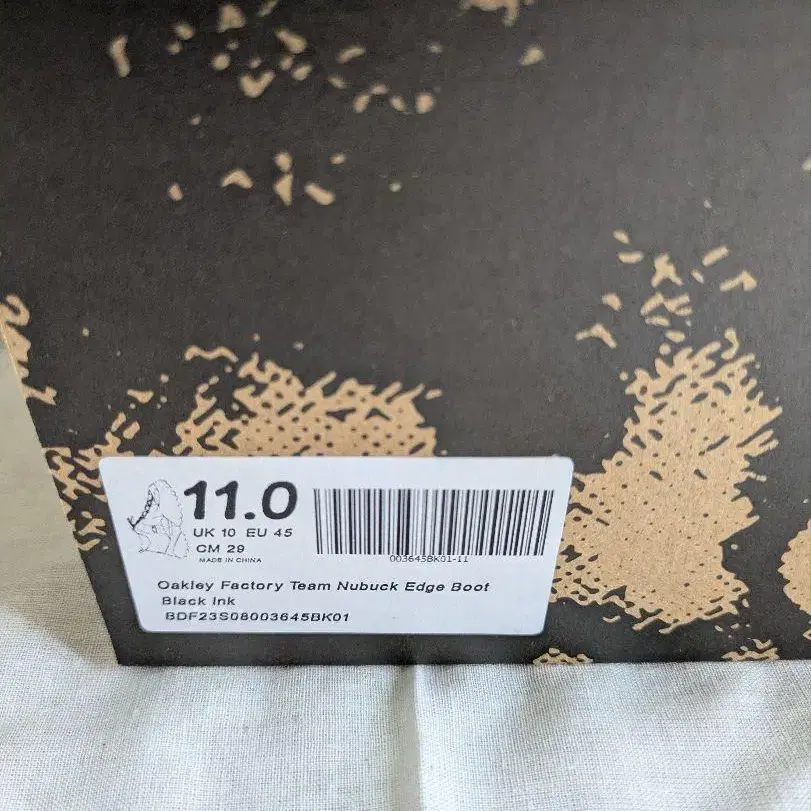 11.0
UK 10 EU 45
CM 29
MADE IN CHINA
003645BK01-11
Oakley Factory Team Nubuck Edge Boot
Black Ink
BDF23S08003645BK01